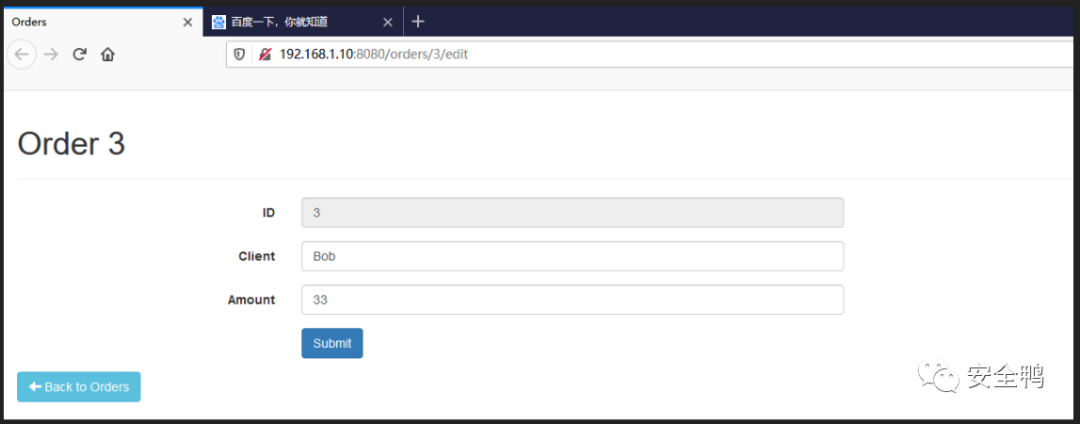 Orders
百度一下，你就知道
192.168.1.10:8080/orders/3/edit
Order 3
ID 3
Client Bob
Amount 33
Submit
Back to Orders
安全鸭